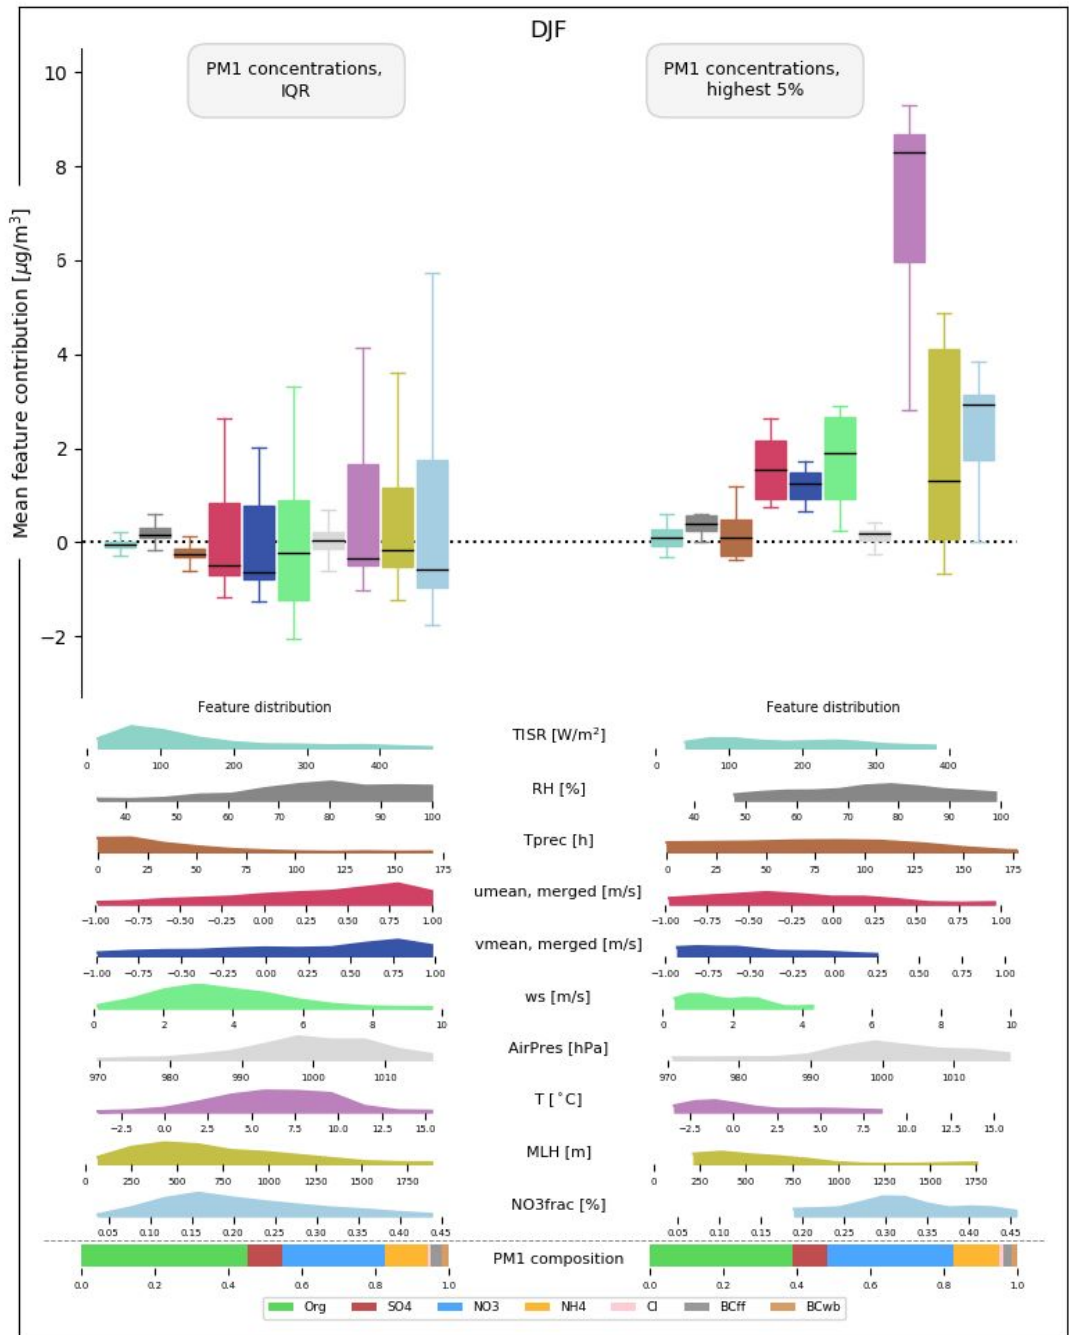 DJF
PM1 concentrations,
IQR
PM1 concentrations,
highest 5%
Mean feature contribution [μg/m³]
10
8
6
4
2
0
−2
Feature distribution
Feature distribution
TISR [W/m²]
0 100 200 300 400
0 100 200 300 400
RH [%]
40 50 60 70 80 90 100
40 50 60 70 80 90 100
Tprec [h]
0 25 50 75 100 125 150 175
0 25 50 75 100 125 150 175
umean, merged [m/s]
−1.00 −0.75 −0.50 −0.25 0.00 0.25 0.50 0.75 1.00
−1.00 −0.75 −0.50 −0.25 0.00 0.25 0.50 0.75 1.00
vmean, merged [m/s]
−1.00 −0.75 −0.50 −0.25 0.00 0.25 0.50 0.75 1.00
−1.00 −0.75 −0.50 −0.25 0.00 0.25 0.50 0.75 1.00
ws [m/s]
0 2 4 6 8 10
0 2 4 6 8 10
AirPres [hPa]
970 980 990 1000 1010
970 980 990 1000 1010
T [°C]
−2.5 0.0 2.5 5.0 7.5 10.0 12.5 15.0
−2.5 0.0 2.5 5.0 7.5 10.0 12.5 15.0
MLH [m]
0 250 500 750 1000 1250 1500 1750
0 250 500 750 1000 1250 1500 1750
NO3frac [%]
0.05 0.10 0.15 0.20 0.25 0.30 0.35 0.40 0.45
0.05 0.10 0.15 0.20 0.25 0.30 0.35 0.40 0.45
PM1 composition
0.0 0.2 0.4 0.6 0.8 1.0
0.0 0.2 0.4 0.6 0.8 1.0
Org SO4 NO3 NH4 Cl BCff BCwb